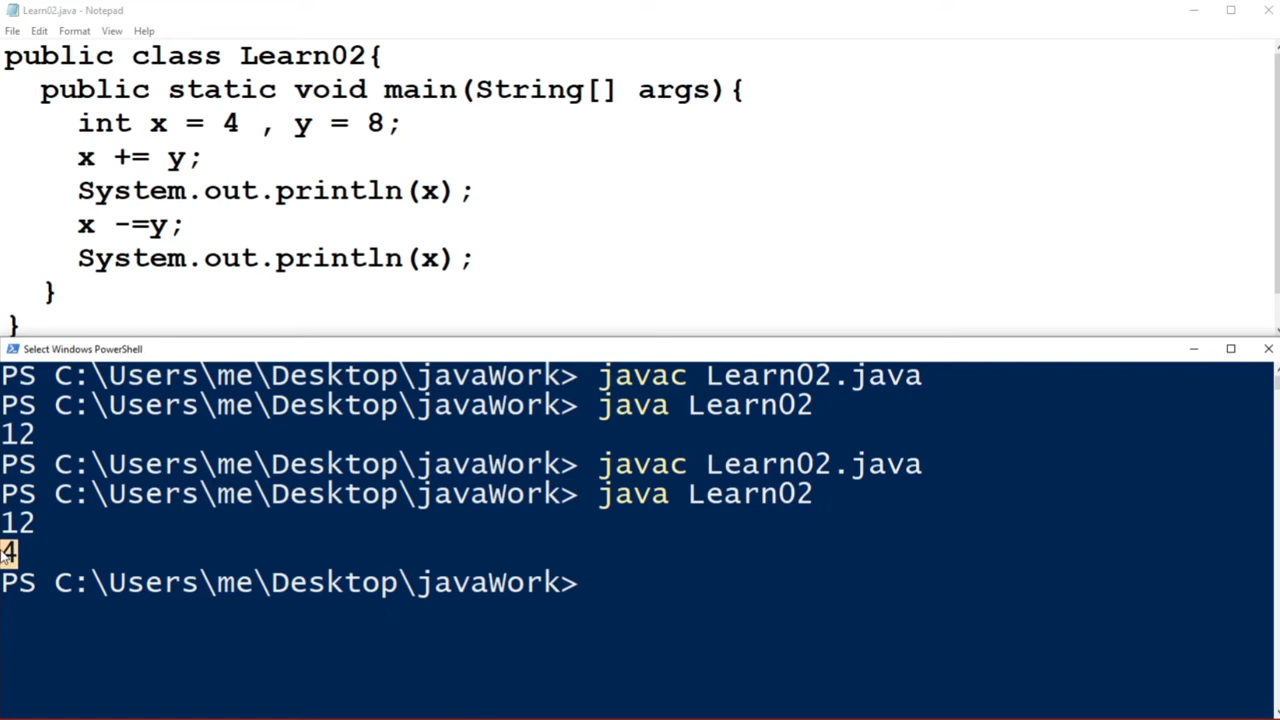 Learn02.java - Notepad
File Edit Format View Help
public class Learn02{
public static void main(String[] args){
int x = 4 , y = 8;
x += y;
System.out.println(x);
x -=y;
System.out.println(x);
}
}
Select Windows PowerShell
PS C:\Users\me\Desktop\javaWork> javac Learn02.java
PS C:\Users\me\Desktop\javaWork> java Learn02
12
PS C:\Users\me\Desktop\javaWork> javac Learn02.java
PS C:\Users\me\Desktop\javaWork> java Learn02
12
4
PS C:\Users\me\Desktop\javaWork>